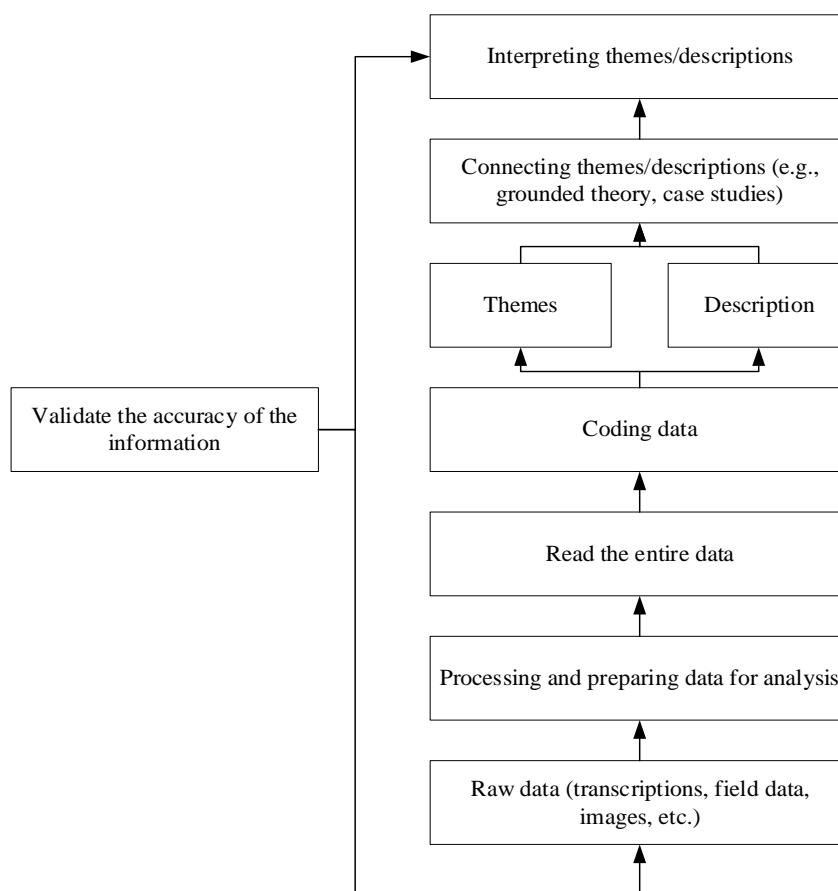 Interpreting themes/descriptions
Connecting themes/descriptions (e.g.,
grounded theory, case studies)
Themes
Description
Validate the accuracy of the
information
Coding data
Read the entire data
Processing and preparing data for analysis
Raw data (transcriptions, field data,
images, etc.)